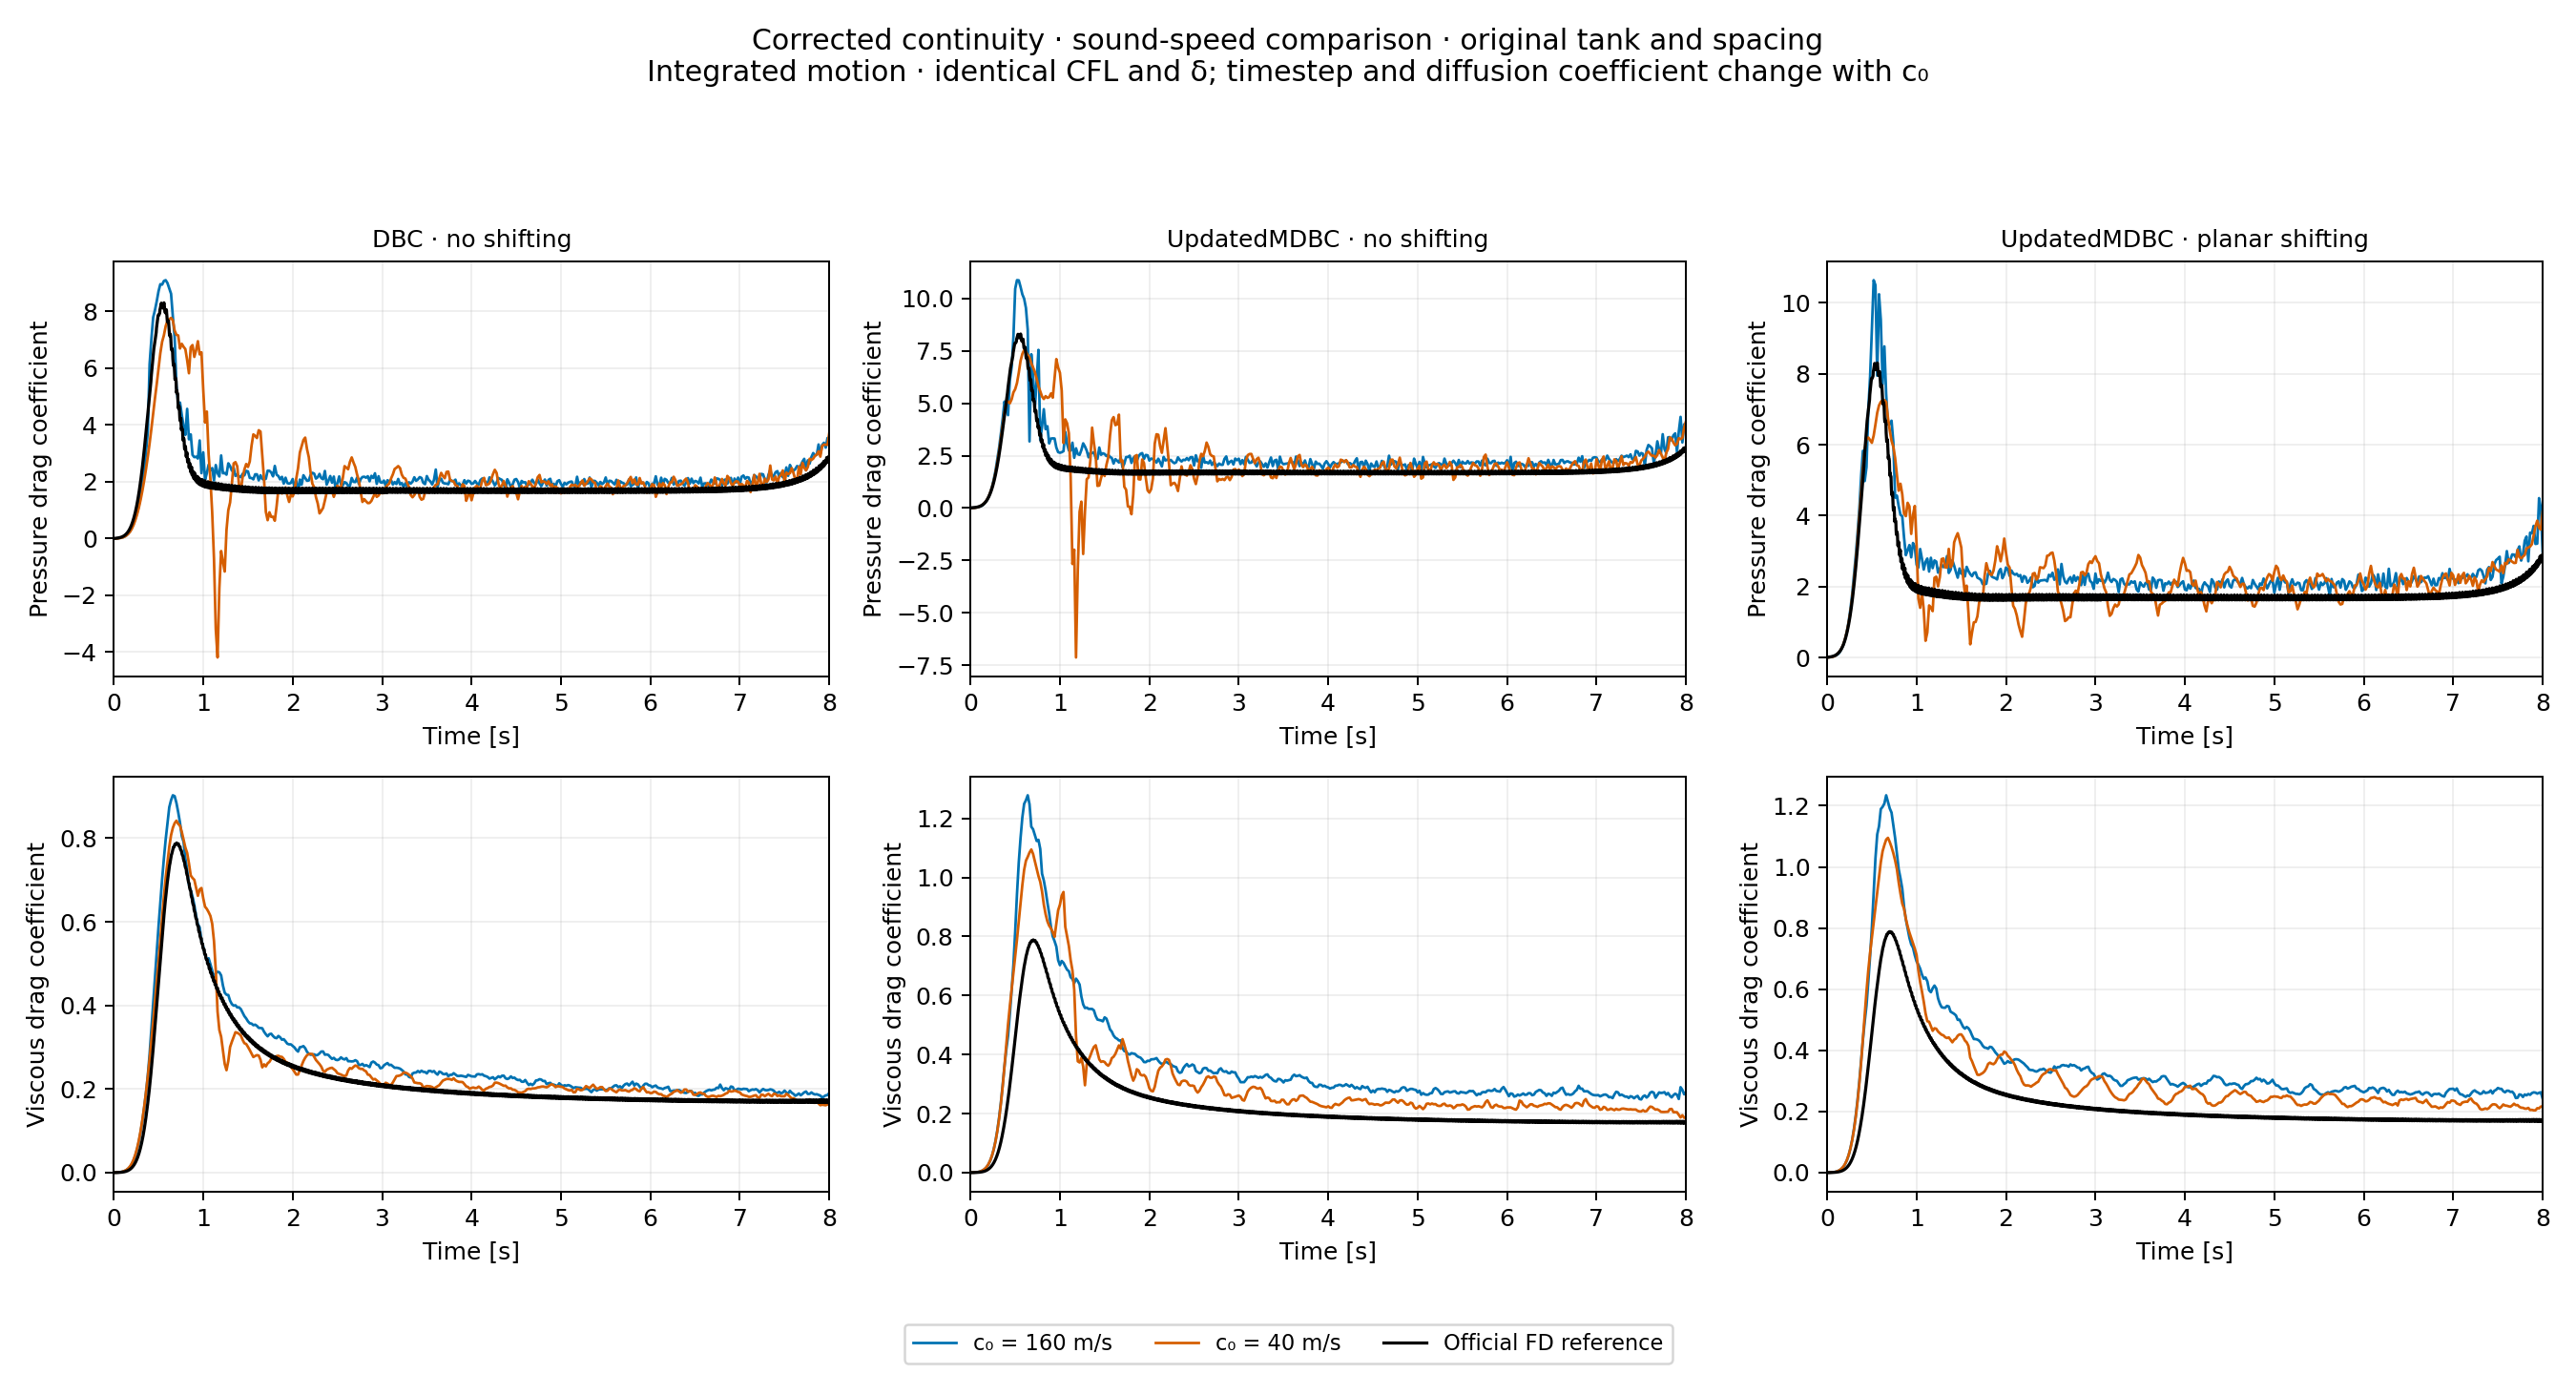 Corrected continuity · sound-speed comparison · original tank and spacing
Integrated motion · identical CFL and δ; timestep and diffusion coefficient change with c₀
DBC · no shifting
Pressure drag coefficient
8
6
4
2
0
−2
−4
0 1 2 3 4 5 6 7 8
Time [s]
UpdatedMDBC · no shifting
Pressure drag coefficient
10.0
7.5
5.0
2.5
0.0
−2.5
−5.0
−7.5
0 1 2 3 4 5 6 7 8
Time [s]
UpdatedMDBC · planar shifting
Pressure drag coefficient
10
8
6
4
2
0
0 1 2 3 4 5 6 7 8
Time [s]
Viscous drag coefficient
0.8
0.6
0.4
0.2
0.0
0 1 2 3 4 5 6 7 8
Time [s]
Viscous drag coefficient
1.2
1.0
0.8
0.6
0.4
0.2
0.0
0 1 2 3 4 5 6 7 8
Time [s]
Viscous drag coefficient
1.2
1.0
0.8
0.6
0.4
0.2
0.0
0 1 2 3 4 5 6 7 8
Time [s]
c₀ = 160 m/s
c₀ = 40 m/s
Official FD reference